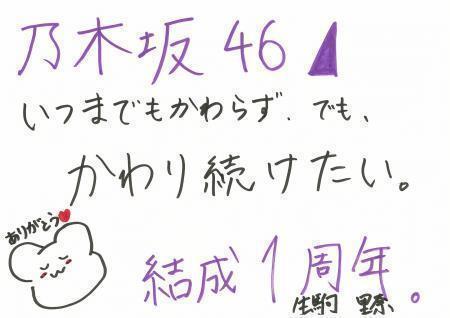 乃木坂46
いつまでもかわらず、でも、
かわり続けたい。
ありがとう
結成1周年。
生駒 里奈